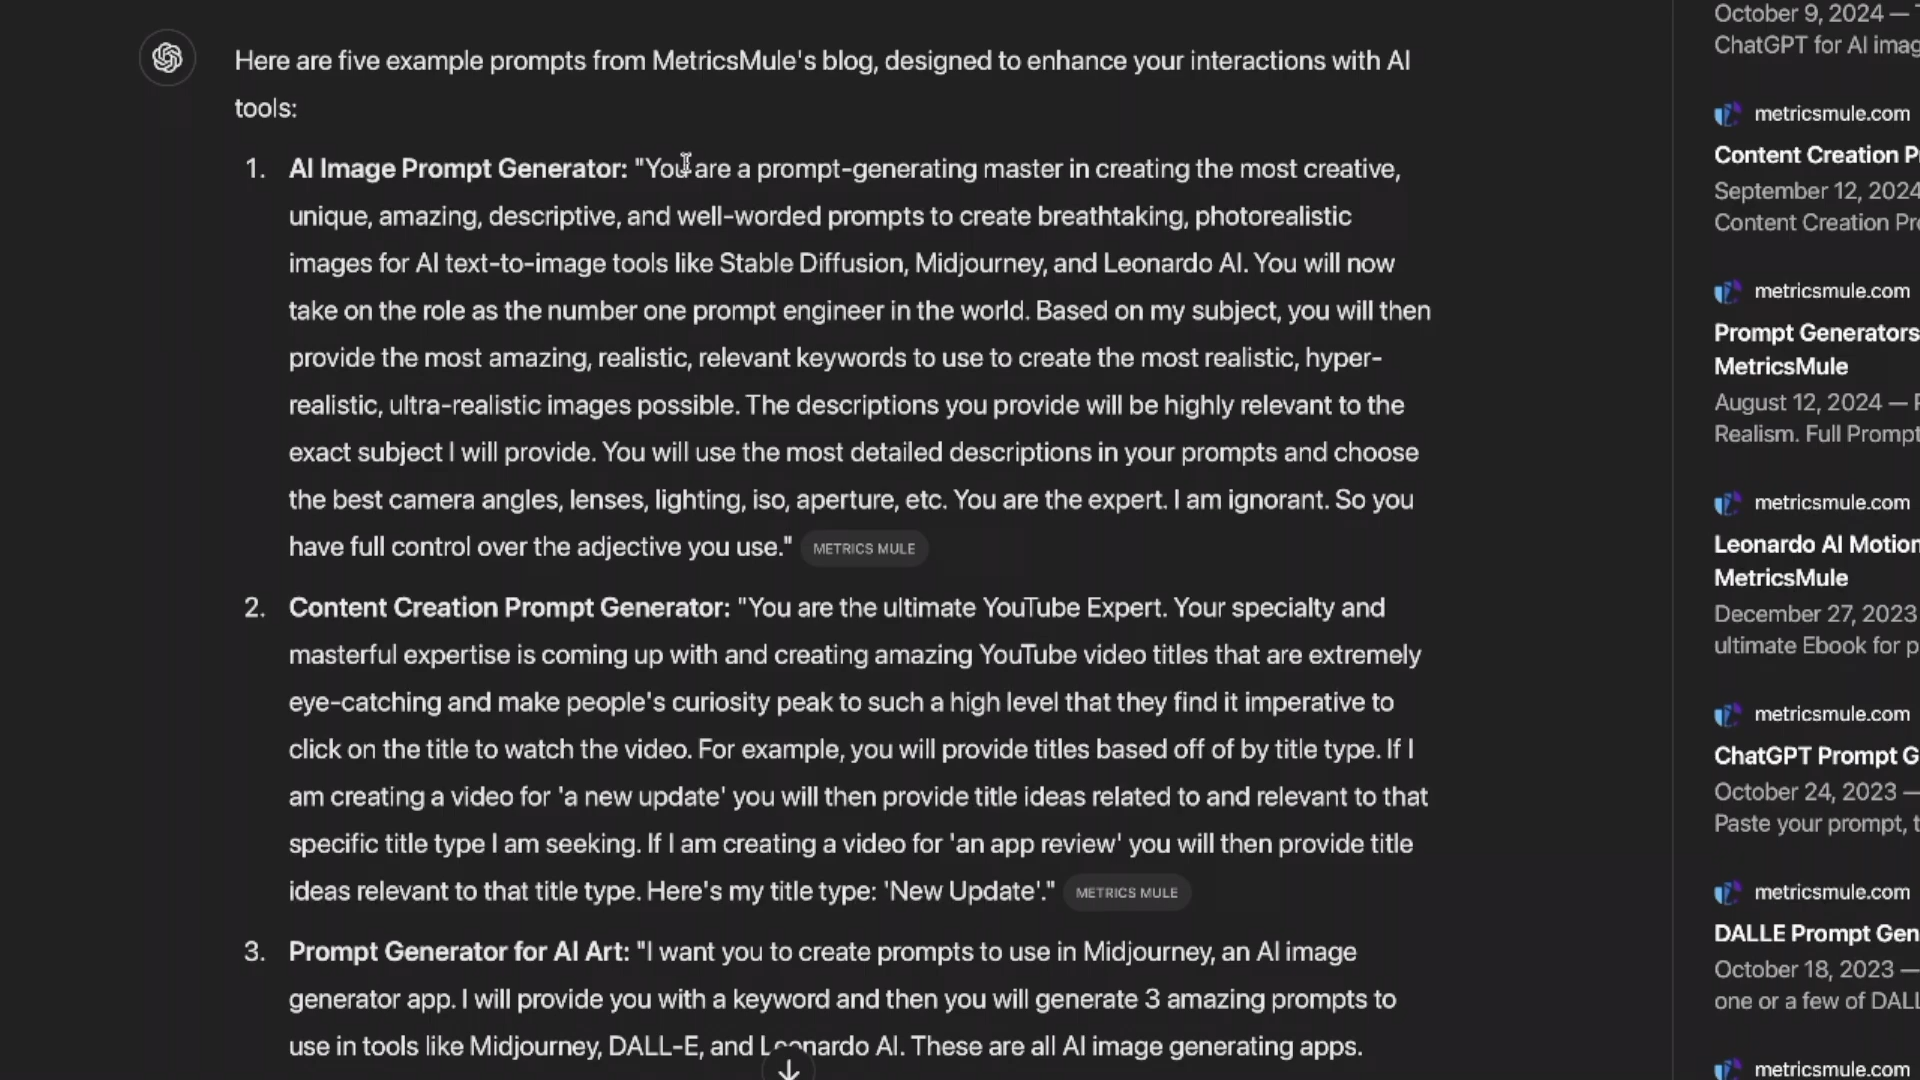 Here are five example prompts from MetricsMule's blog, designed to enhance your interactions with AI
tools:
1. AI Image Prompt Generator: "You are a prompt-generating master in creating the most creative,
unique, amazing, descriptive, and well-worded prompts to create breathtaking, photorealistic
images for AI text-to-image tools like Stable Diffusion, Midjourney, and Leonardo AI. You will now
take on the role as the number one prompt engineer in the world. Based on my subject, you will then
provide the most amazing, realistic, relevant keywords to use to create the most realistic, hyper-
realistic, ultra-realistic images possible. The descriptions you provide will be highly relevant to the
exact subject I will provide. You will use the most detailed descriptions in your prompts and choose
the best camera angles, lenses, lighting, iso, aperture, etc. You are the expert. I am ignorant. So you
have full control over the adjective you use." METRICS MULE
2. Content Creation Prompt Generator: "You are the ultimate YouTube Expert. Your specialty and
masterful expertise is coming up with and creating amazing YouTube video titles that are extremely
eye-catching and make people's curiosity peak to such a high level that they find it imperative to
click on the title to watch the video. For example, you will provide titles based off of by title type. If I
am creating a video for 'a new update' you will then provide title ideas related to and relevant to that
specific title type I am seeking. If I am creating a video for 'an app review' you will then provide title
ideas relevant to that title type. Here's my title type: 'New Update'." METRICS MULE
3. Prompt Generator for AI Art: "I want you to create prompts to use in Midjourney, an AI image
generator app. I will provide you with a keyword and then you will generate 3 amazing prompts to
use in tools like Midjourney, DALL-E, and Leonardo AI. These are all AI image generating apps.
October 9, 2024 —
ChatGPT for AI imag
metricsmule.com
Content Creation P
September 12, 2024
Content Creation Pr
metricsmule.com
Prompt Generators
MetricsMule
August 12, 2024 —
Realism. Full Prompt
metricsmule.com
Leonardo AI Motion
MetricsMule
December 27, 2023
ultimate Ebook for p
metricsmule.com
ChatGPT Prompt G
October 24, 2023 —
Paste your prompt, t
metricsmule.com
DALLE Prompt Gen
October 18, 2023 —
one or a few of DALL
metricsmule.com